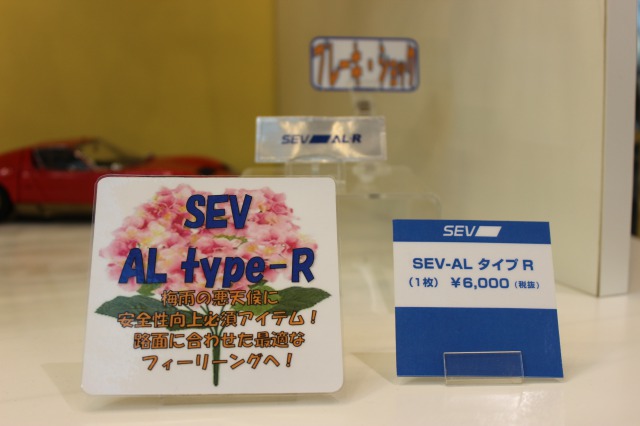 ブレーキ・ショック
SEV AL R
SEV
AL type-R
梅雨の悪天候に
安全性向上必須アイテム！
路面に合わせた最適な
フィーリーングへ！
SEV
SEV-AL タイプ R
（1枚） ¥6,000（税抜）